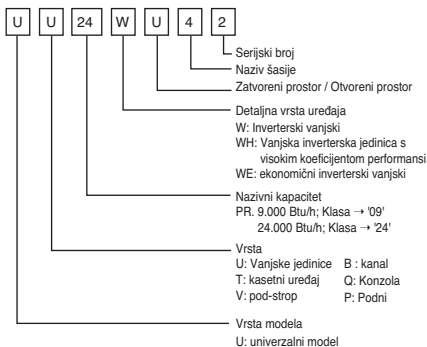 U U 24 W U 4 2
Serijski broj
Naziv šasije
Zatvoreni prostor / Otvoreni prostor
Detaljna vrsta uređaja
W: Inverterski vanjski
WH: Vanjska inverterska jedinica s
visokim koeficijentom performansi
WE: ekonomični inverterski vanjski
Nazivni kapacitet
PR. 9.000 Btu/h; Klasa → '09'
24.000 Btu/h; Klasa → '24'
Vrsta
U: Vanjske jedinice B : kanal
T: kasetni uređaj Q: Konzola
V: pod-strop P: Podni
Vrsta modela
U: univerzalni model